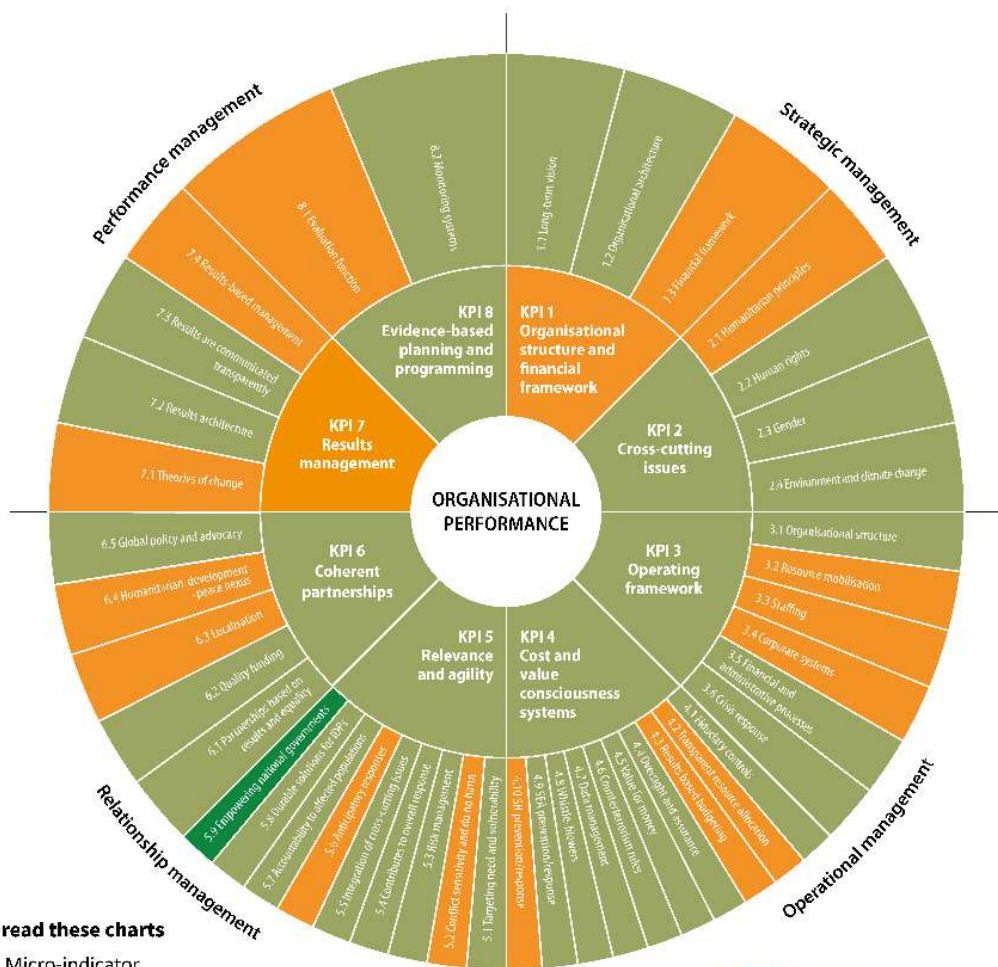 Performance management
Strategic management
Operational management
Relationship management
ORGANISATIONAL
PERFORMANCE
KPI 1
Organisational
structure and
financial
framework
1.1 Long-term vision
1.2 Organisational architecture
1.3 Financial framework
KPI 2
Cross-cutting
issues
2.1 Humanitarian principles
2.2 Human rights
2.3 Gender
2.4 Environment and climate change
KPI 3
Operating
framework
3.1 Organisational structure
3.2 Resource mobilisation
3.3 Staffing
3.4 Corporate systems
3.5 Financial and
administrative processes
3.6 Crisis response
KPI 4
Cost and
value
consciousness
systems
4.1 Fiduciary controls
4.2 Transparent resource allocation
4.3 Results-based budgeting
4.4 Oversight and assurance
4.5 Value for money
4.6 Counterterrorism rules
4.7 Data management
4.8 Whistle-blowers
4.9 SEA prevention/response
4.10 SH prevention/response
KPI 5
Relevance
and agility
5.1 Targeting need and vulnerability
5.2 Conflict sensitivity and do no harm
5.3 Risk management
5.4 Contributes to overall response
5.5 Integration of cross-cutting issues
5.6 Anticipatory responses
5.7 Accountability to affected populations
5.8 Durable solutions for IDPs
5.9 Empowering national governments
KPI 6
Coherent
partnerships
6.1 Partnerships based on
results and equality
6.2 Quality funding
6.3 Localisation
6.4 Humanitarian development
-peace nexus
6.5 Global policy and advocacy
KPI 7
Results
management
7.1 Theories of change
7.2 Results architecture
7.3 Results are communicated
transparently
7.4 Results-based management
KPI 8
Evidence-based
planning and
programming
8.1 Evaluation function
8.2 Monitoring systems
read these charts
Micro-indicator